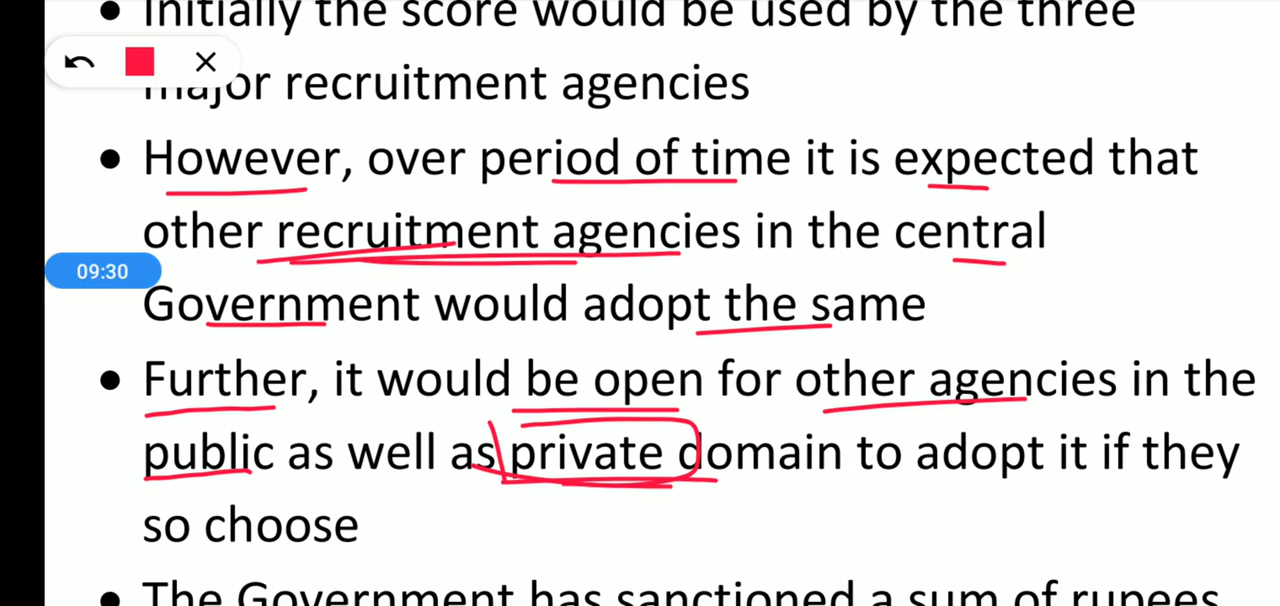 • Initially the score would be used by the three
major recruitment agencies
• However, over period of time it is expected that
other recruitment agencies in the central
09:30
Government would adopt the same
• Further, it would be open for other agencies in the
public as well as private domain to adopt it if they
so choose
• The Government has sanctioned a sum of rupees